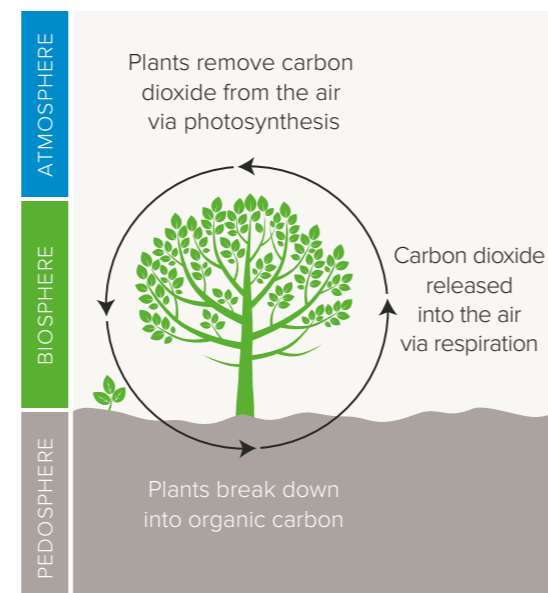 ATMOSPHERE
Plants remove carbon
dioxide from the air
via photosynthesis
BIOSPHERE
Carbon dioxide
released
into the air
via respiration
PEDOSPHERE
Plants break down
into organic carbon